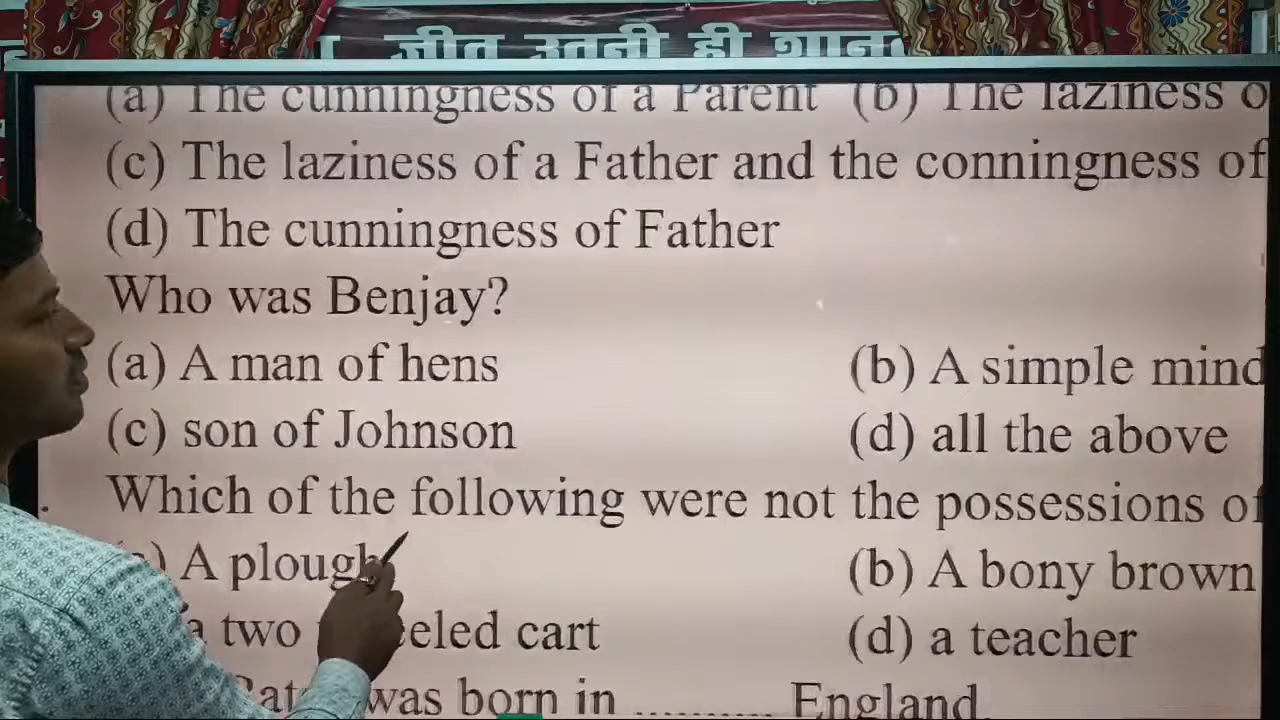 जीत उतनी ही शान
(a) The cunningness of a Parent (b) The laziness o
(c) The laziness of a Father and the conningness of
(d) The cunningness of Father
Who was Benjay?
(a) A man of hens (b) A simple mind
(c) son of Johnson (d) all the above
Which of the following were not the possessions of
A plough (b) A bony brown
a two cart (d) a teacher
was born in .......... England